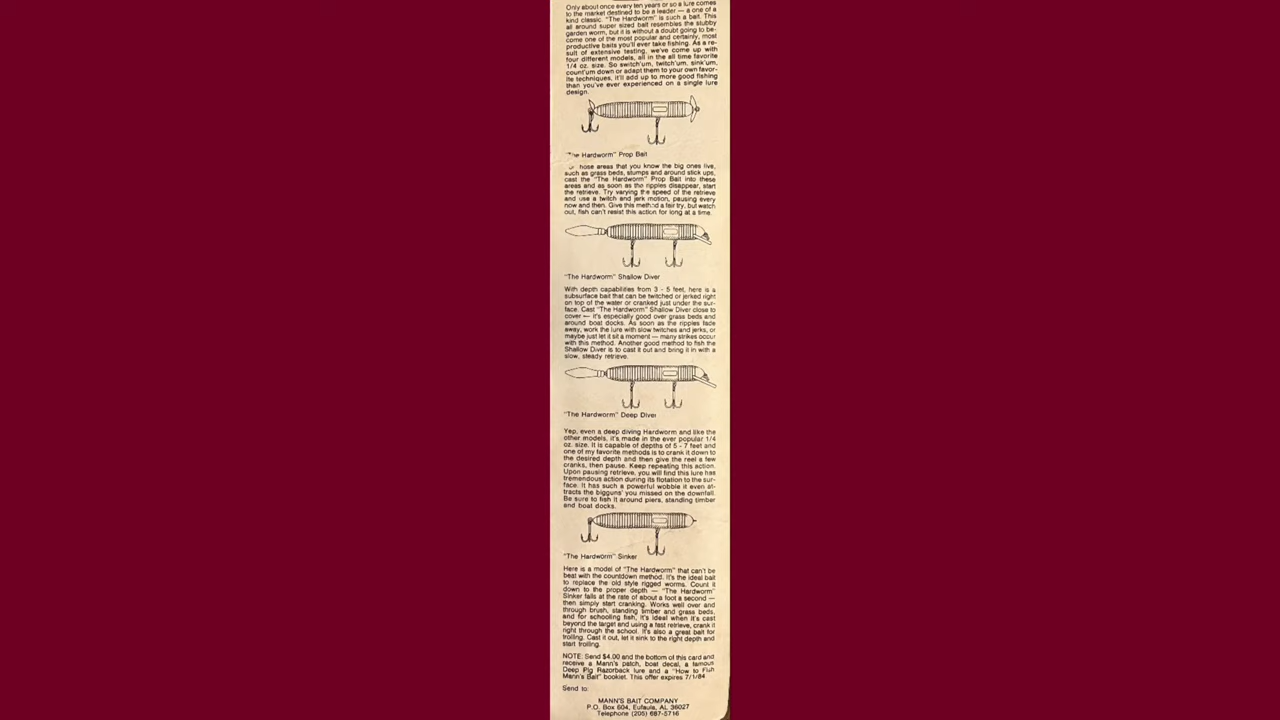 Only about once every ten years or so a lure comes
to the market destined to be a leader — a one of a
kind classic. "The Hardworm" is such a bait. This
all around super sized bait resembles the stubby
garden worm, but it is without a doubt going to be-
come one of the most popular and certainly, most
productive baits you'll ever take fishing. As a re-
sult of extensive testing, we've come up with
four different models, all in the all time favorite
1/4 oz. size. So switch'um, twitch'um, sink'um,
count'um down or adapt them to your own favor-
ite techniques, it'll add up to more good fishing
than you've ever experienced on a single lure
design.
"The Hardworm" Prop Bait
hose areas that you know the big ones live,
such as grass beds, stumps and around stick ups,
cast the "The Hardworm" Prop Bait into these
areas and as soon as the ripples disappear, start
the retrieve. Try varying the speed of the retrieve
and use a twitch and jerk motion, pausing every
now and then. Give this method a fair try, but watch
out, fish can't resist this action for long at a time.
"The Hardworm" Shallow Diver
With depth capabilities from 3 - 5 feet, here is a
subsurface bait that can be twitched or jerked right
on top of the water or cranked just under the sur-
face. Cast "The Hardworm" Shallow Diver close to
cover — it's especially good over grass beds and
around boat docks. As soon as the ripples fade
away, work the lure with slow twitches and jerks, or
maybe just let it sit a moment — many strikes occur
with this method. Another good method to fish the
Shallow Diver is to cast it out and bring it in with a
slow, steady retrieve.
"The Hardworm" Deep Diver
Yep, even a deep diving Hardworm and like the
other models, it's made in the ever popular 1/4
oz. size. It is capable of depths of 5 - 7 feet and
one of my favorite methods is to crank it down to
the desired depth and then give the reel a few
cranks, then pause. Keep repeating this action.
Upon pausing retrieve, you will find this lure has
tremendous action during its flotation to the sur-
face. It has such a powerful wobble it even at-
tracts the bigguns' you missed on the downfall.
Be sure to fish it around piers, standing timber
and boat docks.
"The Hardworm" Sinker
Here is a model of "The Hardworm" that can't be
beat with the countdown method. It's the ideal bait
to replace the old style rigged worms. Count it
down to the proper depth — "The Hardworm"
Sinker falls at the rate of about a foot a second —
then simply start cranking. Works well over and
through brush, standing timber and grass beds,
and for schooling fish, it's ideal when it's cast
beyond the target and using a fast retrieve, crank it
right through the school. It's also a great bait for
trolling. Cast it out, let it sink to the right depth and
start trolling.
NOTE: Send $4.00 and the bottom of this card and
receive a Mann's patch, boat decal, a famous
Deep Pig Razorback lure and a "How to Fish
Mann's Bait" booklet. This offer expires 7/1/84
Send to:
MANN'S BAIT COMPANY
P.O. Box 604, Eufaula, AL 36027
Telephone (205) 687-5716